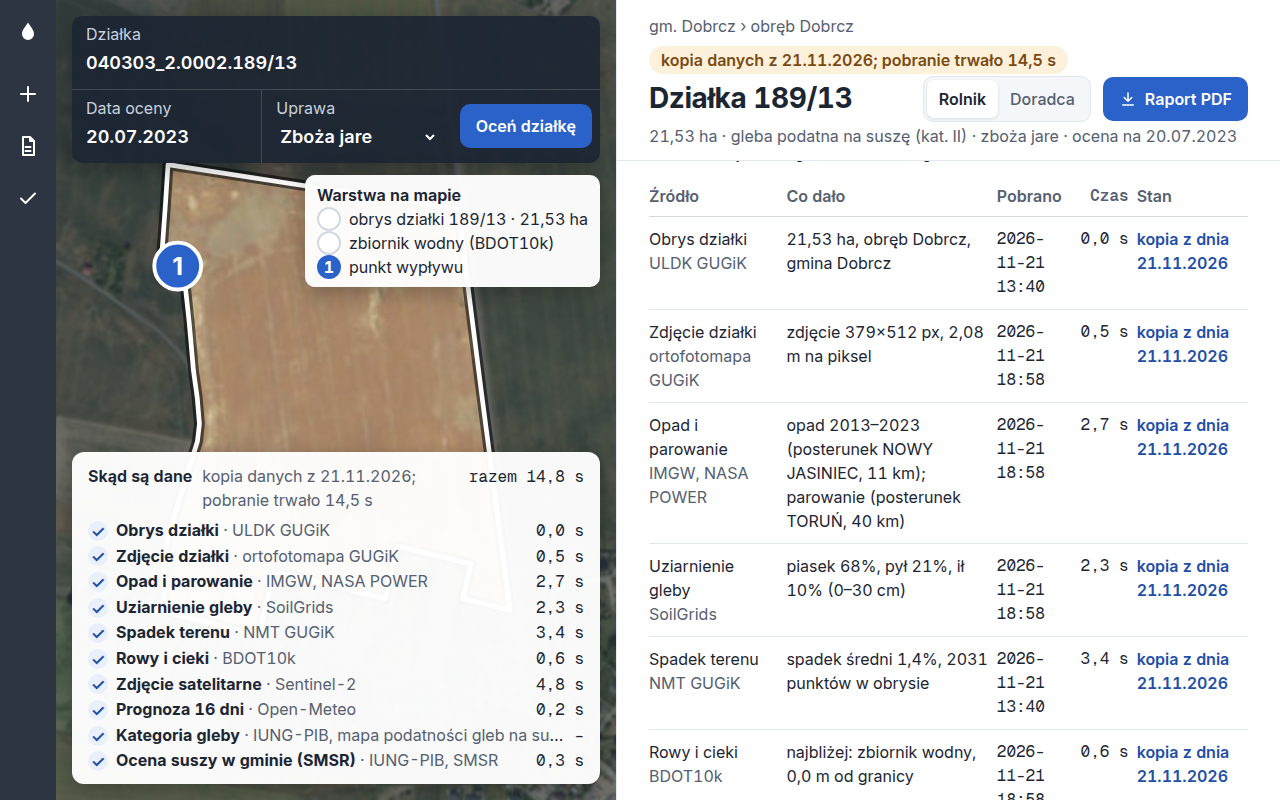 Działka
040303_2.0002.189/13
Data oceny
20.07.2023
Uprawa
Zboża jare
Oceń działkę
Warstwa na mapie
obrys działki 189/13 · 21,53 ha
zbiornik wodny (BDOT10k)
1 punkt wypływu
1
Skąd są dane kopia danych z 21.11.2026; razem 14,8 s
pobranie trwało 14,5 s
Obrys działki · ULDK GUGiK 0,0 s
Zdjęcie działki · ortofotomapa GUGiK 0,5 s
Opad i parowanie · IMGW, NASA POWER 2,7 s
Uziarnienie gleby · SoilGrids 2,3 s
Spadek terenu · NMT GUGiK 3,4 s
Rowy i cieki · BDOT10k 0,6 s
Zdjęcie satelitarne · Sentinel-2 4,8 s
Prognoza 16 dni · Open-Meteo 0,2 s
Kategoria gleby · IUNG-PIB, mapa podatności gleb na su… –
Ocena suszy w gminie (SMSR) · IUNG-PIB, SMSR 0,3 s
gm. Dobrcz › obręb Dobrcz
kopia danych z 21.11.2026; pobranie trwało 14,5 s
Działka 189/13
Rolnik Doradca
Raport PDF
21,53 ha · gleba podatna na suszę (kat. II) · zboża jare · ocena na 20.07.2023
Źródło Co dało Pobrano Czas Stan
Obrys działki 21,53 ha, obręb Dobrcz, 2026- 0,0 s kopia z dnia
ULDK GUGiK gmina Dobrcz 11-21 21.11.2026
13:40
Zdjęcie działki zdjęcie 379×512 px, 2,08 2026- 0,5 s kopia z dnia
ortofotomapa m na piksel 11-21 21.11.2026
GUGiK 18:58
Opad i opad 2013–2023 2026- 2,7 s kopia z dnia
parowanie (posterunek NOWY 11-21 21.11.2026
IMGW, NASA JASINIEC, 11 km); 18:58
POWER parowanie (posterunek
TORUŃ, 40 km)
Uziarnienie piasek 68%, pył 21%, ił 2026- 2,3 s kopia z dnia
gleby 10% (0–30 cm) 11-21 21.11.2026
SoilGrids 18:58
Spadek terenu spadek średni 1,4%, 2031 2026- 3,4 s kopia z dnia
NMT GUGiK punktów w obrysie 11-21 21.11.2026
13:40
Rowy i cieki najbliżej: zbiornik wodny, 2026- 0,6 s kopia z dnia
BDOT10k 0,0 m od granicy 11-21 21.11.2026
18:58